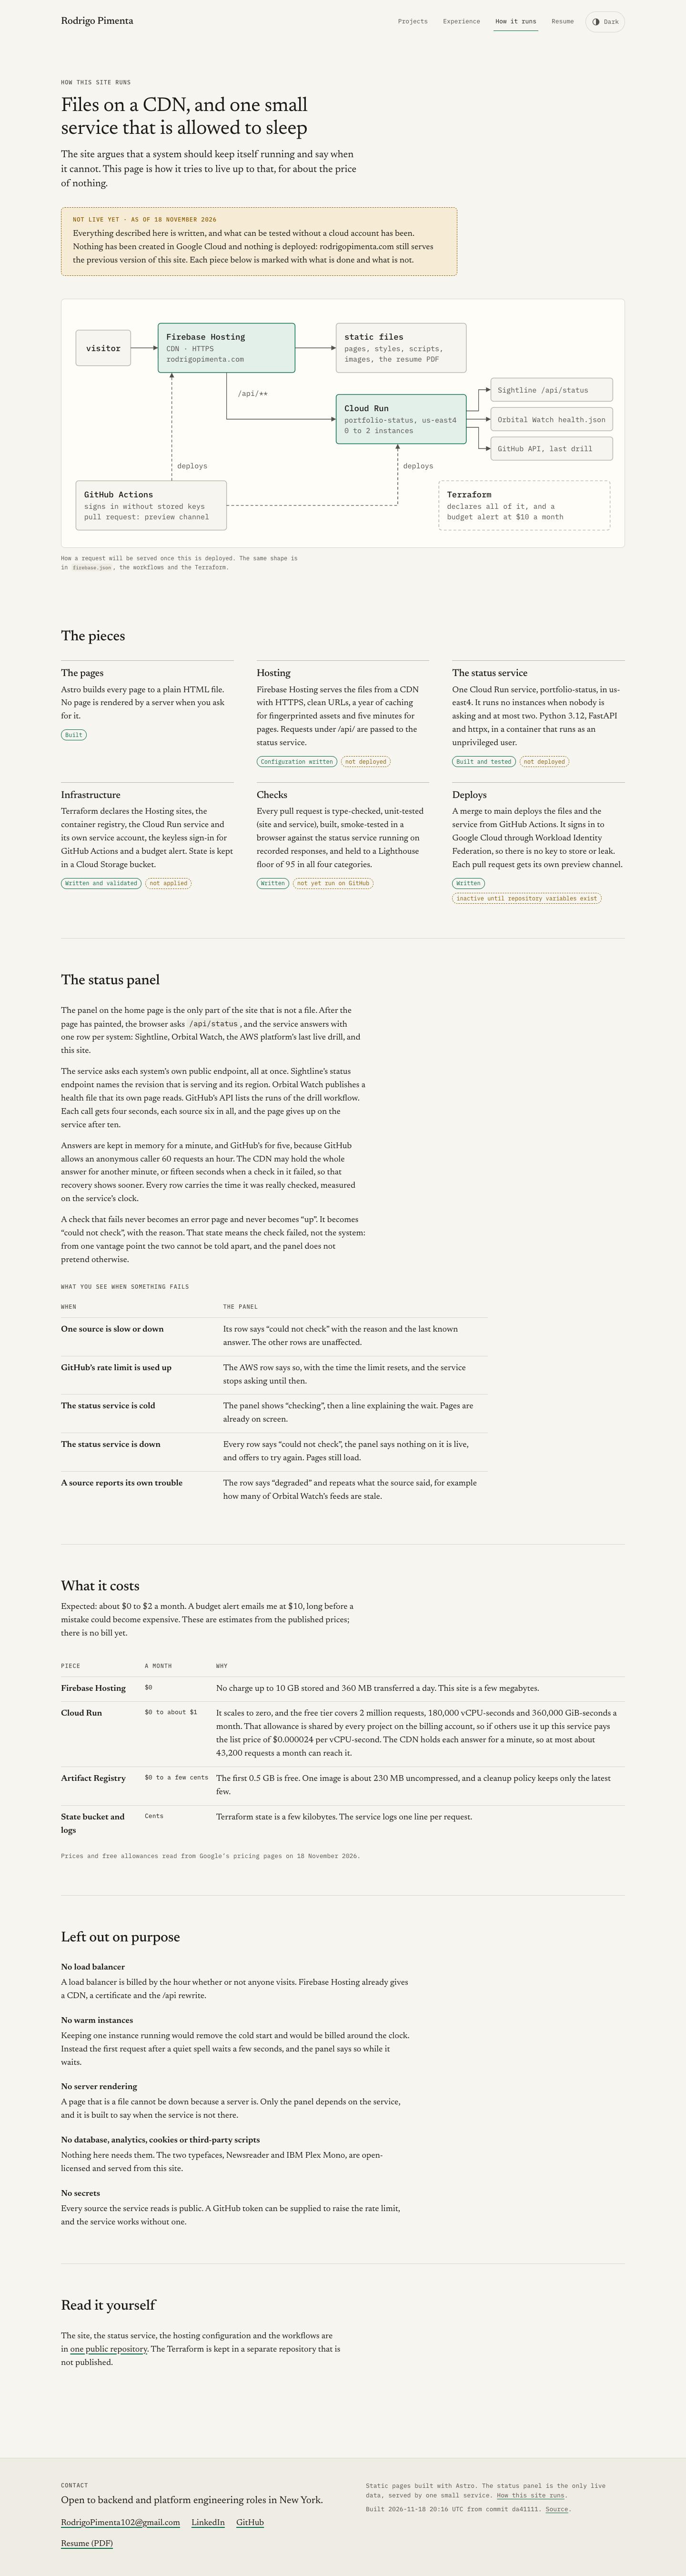 Rodrigo Pimenta
Projects Experience How it runs Resume Dark
HOW THIS SITE RUNS
Files on a CDN, and one small
service that is allowed to sleep
The site argues that a system should keep itself running and say when
it cannot. This page is how it tries to live up to that, for about the price
of nothing.
NOT LIVE YET · AS OF 18 NOVEMBER 2026
Everything described here is written, and what can be tested without a cloud account has been.
Nothing has been created in Google Cloud and nothing is deployed: rodrigopimenta.com still serves
the previous version of this site. Each piece below is marked with what is done and what is not.
visitor
Firebase Hosting
CDN · HTTPS
rodrigopimenta.com
static files
pages, styles, scripts,
images, the resume PDF
/api/**
Cloud Run
portfolio-status, us-east4
0 to 2 instances
Sightline /api/status
Orbital Watch health.json
GitHub API, last drill
deploys
deploys
GitHub Actions
signs in without stored keys
pull request: preview channel
Terraform
declares all of it, and a
budget alert at $10 a month
How a request will be served once this is deployed. The same shape is
in firebase.json, the workflows and the Terraform.
The pieces
The pages
Astro builds every page to a plain HTML file.
No page is rendered by a server when you ask
for it.
Built
Hosting
Firebase Hosting serves the files from a CDN
with HTTPS, clean URLs, a year of caching
for fingerprinted assets and five minutes for
pages. Requests under /api/ are passed to the
status service.
Configuration written not deployed
The status service
One Cloud Run service, portfolio-status, in us-
east4. It runs no instances when nobody is
asking and at most two. Python 3.12, FastAPI
and httpx, in a container that runs as an
unprivileged user.
Built and tested not deployed
Infrastructure
Terraform declares the Hosting sites, the
container registry, the Cloud Run service and
its own service account, the keyless sign-in for
GitHub Actions and a budget alert. State is kept
in a Cloud Storage bucket.
Written and validated not applied
Checks
Every pull request is type-checked, unit-tested
(site and service), built, smoke-tested in a
browser against the status service running on
recorded responses, and held to a Lighthouse
floor of 95 in all four categories.
Written not yet run on GitHub
Deploys
A merge to main deploys the files and the
service from GitHub Actions. It signs in to
Google Cloud through Workload Identity
Federation, so there is no key to store or leak.
Each pull request gets its own preview channel.
Written
inactive until repository variables exist
The status panel
The panel on the home page is the only part of the site that is not a file. After the
page has painted, the browser asks /api/status, and the service answers with
one row per system: Sightline, Orbital Watch, the AWS platform's last live drill, and
this site.
The service asks each system's own public endpoint, all at once. Sightline's status
endpoint names the revision that is serving and its region. Orbital Watch publishes a
health file that its own page reads. GitHub's API lists the runs of the drill workflow.
Each call gets four seconds, each source six in all, and the page gives up on the
service after ten.
Answers are kept in memory for a minute, and GitHub's for five, because GitHub
allows an anonymous caller 60 requests an hour. The CDN may hold the whole
answer for another minute, or fifteen seconds when a check in it failed, so that
recovery shows sooner. Every row carries the time it was really checked, measured
on the service's clock.
A check that fails never becomes an error page and never becomes “up”. It becomes
“could not check”, with the reason. That state means the check failed, not the system:
from one vantage point the two cannot be told apart, and the panel does not
pretend otherwise.
WHAT YOU SEE WHEN SOMETHING FAILS
WHEN THE PANEL
One source is slow or down
Its row says “could not check” with the reason and the last known
answer. The other rows are unaffected.
GitHub's rate limit is used up
The AWS row says so, with the time the limit resets, and the service
stops asking until then.
The status service is cold
The panel shows “checking”, then a line explaining the wait. Pages are
already on screen.
The status service is down
Every row says “could not check”, the panel says nothing on it is live,
and offers to try again. Pages still load.
A source reports its own trouble
The row says “degraded” and repeats what the source said, for example
how many of Orbital Watch's feeds are stale.
What it costs
Expected: about $0 to $2 a month. A budget alert emails me at $10, long before a
mistake could become expensive. These are estimates from the published prices;
there is no bill yet.
PIECE A MONTH WHY
Firebase Hosting $0 No charge up to 10 GB stored and 360 MB transferred a day. This site is a few megabytes.
Cloud Run $0 to about $1 It scales to zero, and the free tier covers 2 million requests, 180,000 vCPU-seconds and 360,000 GiB-seconds a
month. That allowance is shared by every project on the billing account, so if others use it up this service pays
the list price of $0.000024 per vCPU-second. The CDN holds each answer for a minute, so at most about
43,200 requests a month can reach it.
Artifact Registry $0 to a few cents The first 0.5 GB is free. One image is about 230 MB uncompressed, and a cleanup policy keeps only the latest
few.
State bucket and
logs
Cents Terraform state is a few kilobytes. The service logs one line per request.
Prices and free allowances read from Google's pricing pages on 18 November 2026.
Left out on purpose
No load balancer
A load balancer is billed by the hour whether or not anyone visits. Firebase Hosting already gives
a CDN, a certificate and the /api rewrite.
No warm instances
Keeping one instance running would remove the cold start and would be billed around the clock.
Instead the first request after a quiet spell waits a few seconds, and the panel says so while it
waits.
No server rendering
A page that is a file cannot be down because a server is. Only the panel depends on the service,
and it is built to say when the service is not there.
No database, analytics, cookies or third-party scripts
Nothing here needs them. The two typefaces, Newsreader and IBM Plex Mono, are open-
licensed and served from this site.
No secrets
Every source the service reads is public. A GitHub token can be supplied to raise the rate limit,
and the service works without one.
Read it yourself
The site, the status service, the hosting configuration and the workflows are
in one public repository. The Terraform is kept in a separate repository that is
not published.
CONTACT
Open to backend and platform engineering roles in New York.
RodrigoPimenta102@gmail.com LinkedIn GitHub
Resume (PDF)
Static pages built with Astro. The status panel is the only live
data, served by one small service. How this site runs.
Built 2026-11-18 20:16 UTC from commit da41111. Source.